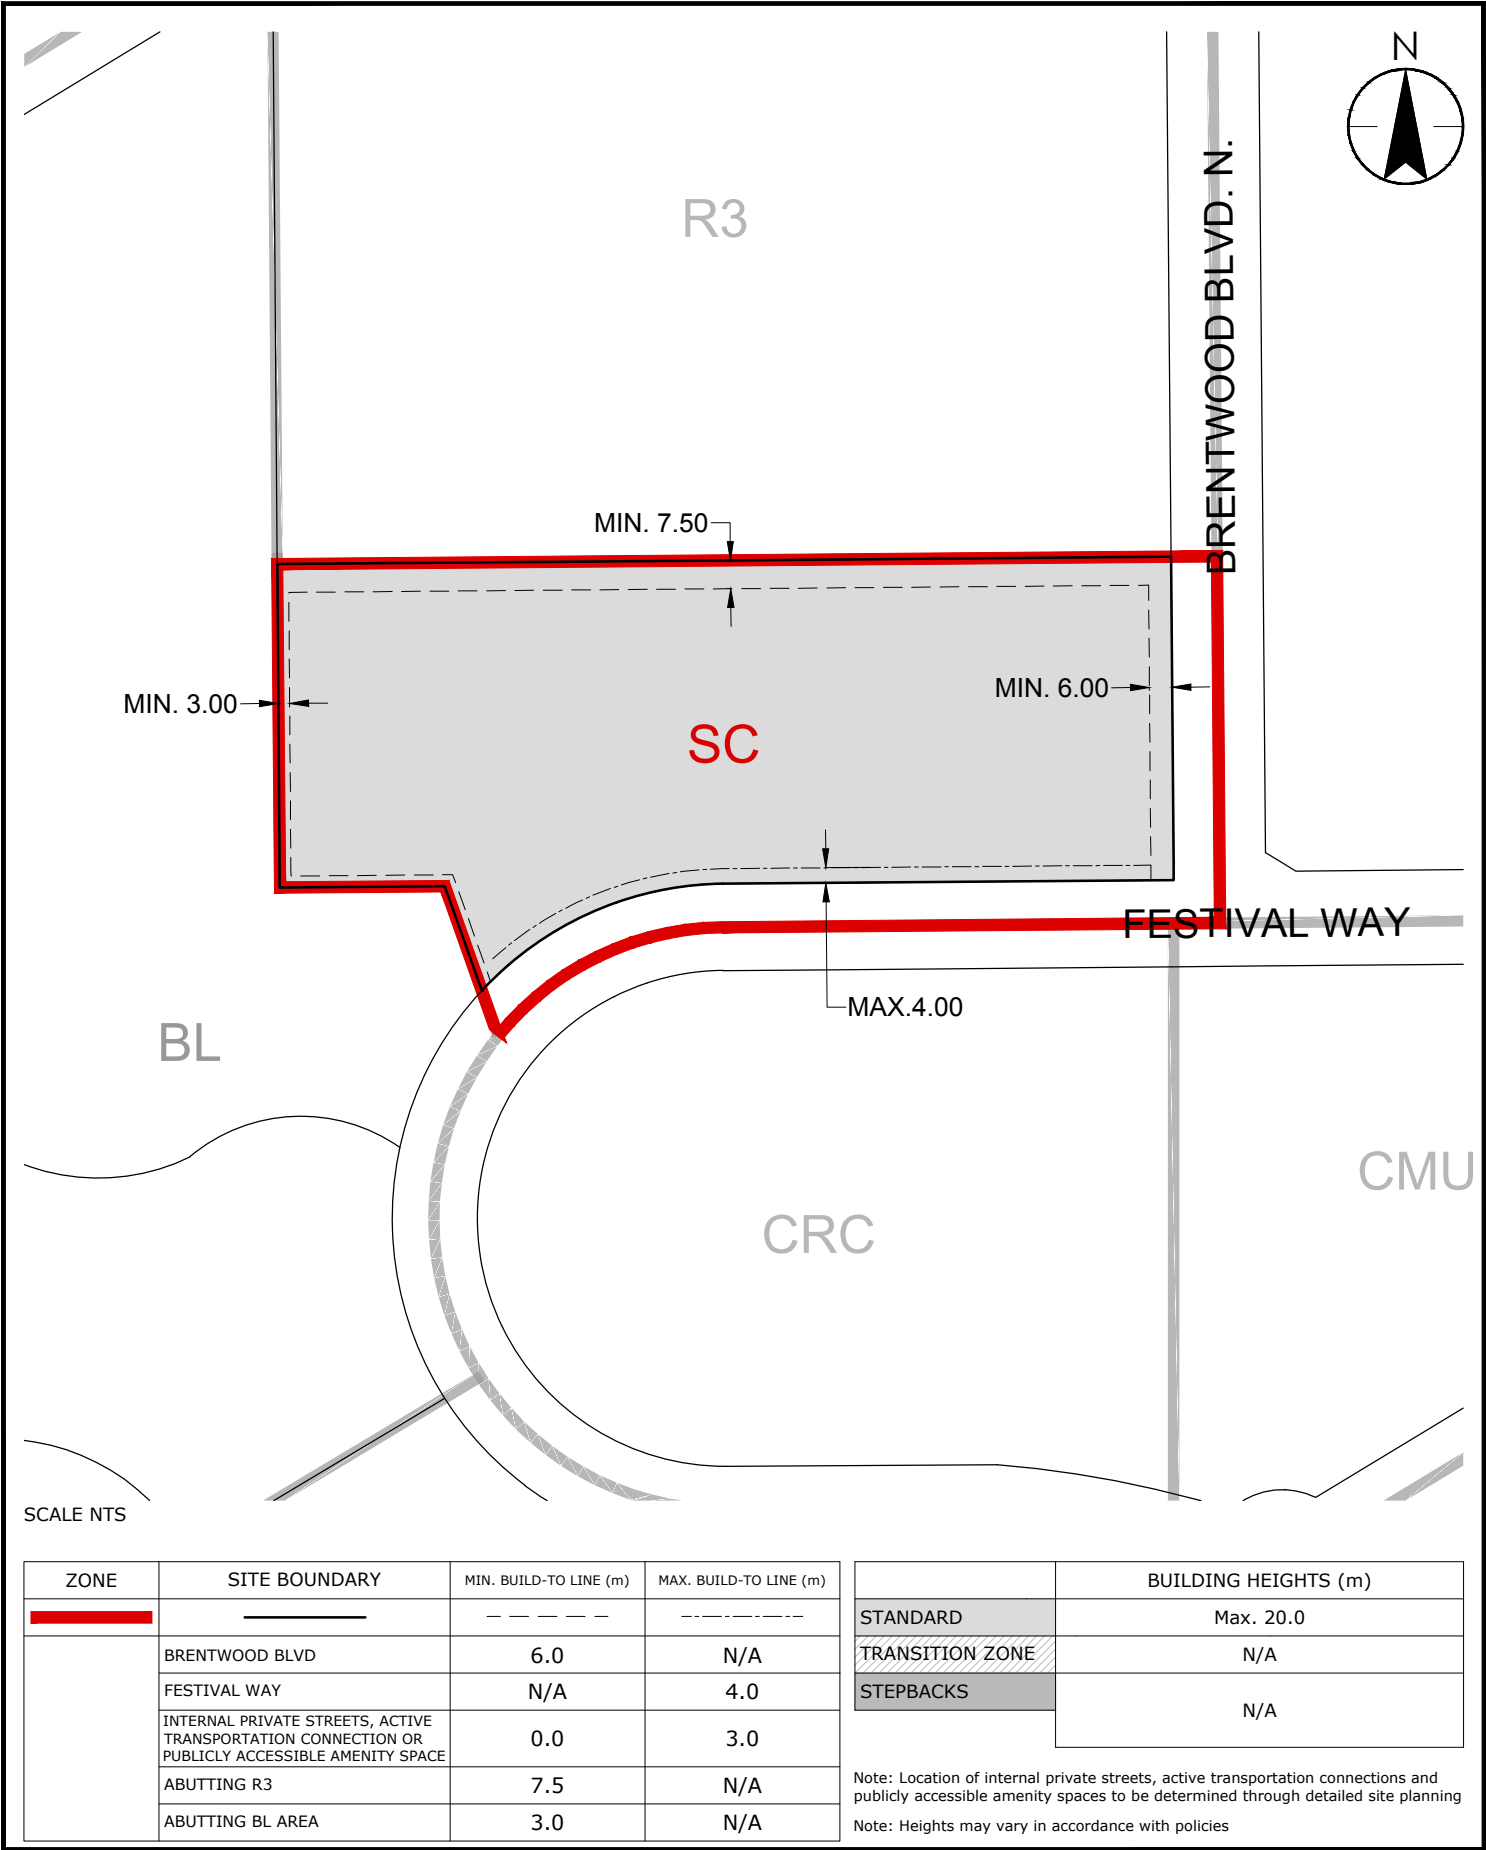 N
BRENTWOOD BLVD. N.
R3
MIN. 7.50
MIN. 3.00
MIN. 6.00
SC
FESTIVAL WAY
MAX.4.00
BL
CMU
CRC
SCALE NTS
ZONE SITE BOUNDARY MIN. BUILD-TO LINE (m) MAX. BUILD-TO LINE (m)
BRENTWOOD BLVD 6.0 N/A
FESTIVAL WAY N/A 4.0
INTERNAL PRIVATE STREETS, ACTIVE
TRANSPORTATION CONNECTION OR
PUBLICLY ACCESSIBLE AMENITY SPACE
0.0 3.0
ABUTTING R3 7.5 N/A
ABUTTING BL AREA 3.0 N/A
BUILDING HEIGHTS (m)
STANDARD Max. 20.0
TRANSITION ZONE N/A
STEPBACKS N/A
Note: Location of internal private streets, active transportation connections and
publicly accessible amenity spaces to be determined through detailed site planning
Note: Heights may vary in accordance with policies